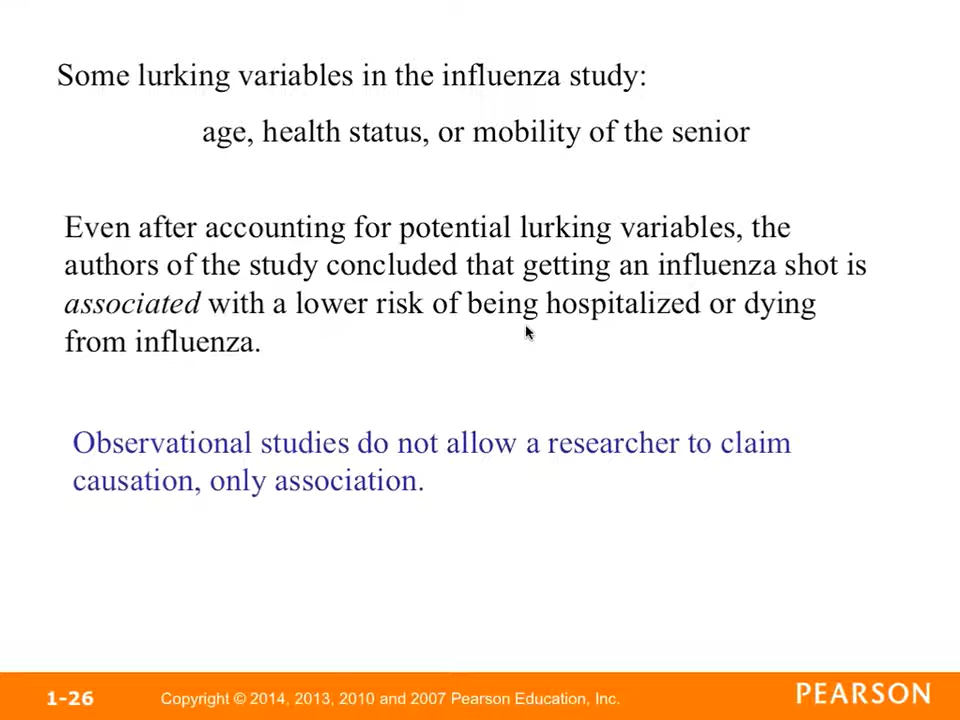 Some lurking variables in the influenza study:
age, health status, or mobility of the senior
Even after accounting for potential lurking variables, the
authors of the study concluded that getting an influenza shot is
associated with a lower risk of being hospitalized or dying
from influenza.
Observational studies do not allow a researcher to claim
causation, only association.
1-26
Copyright © 2014, 2013, 2010 and 2007 Pearson Education, Inc.
PEARSON